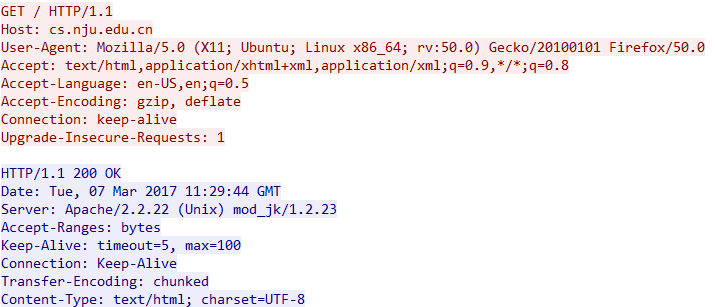 GET / HTTP/1.1
Host: cs.nju.edu.cn
User-Agent: Mozilla/5.0 (X11; Ubuntu; Linux x86_64; rv:50.0) Gecko/20100101 Firefox/50.0
Accept: text/html,application/xhtml+xml,application/xml;q=0.9,*/*;q=0.8
Accept-Language: en-US,en;q=0.5
Accept-Encoding: gzip, deflate
Connection: keep-alive
Upgrade-Insecure-Requests: 1
HTTP/1.1 200 OK
Date: Tue, 07 Mar 2017 11:29:44 GMT
Server: Apache/2.2.22 (Unix) mod_jk/1.2.23
Accept-Ranges: bytes
Keep-Alive: timeout=5, max=100
Connection: Keep-Alive
Transfer-Encoding: chunked
Content-Type: text/html; charset=UTF-8